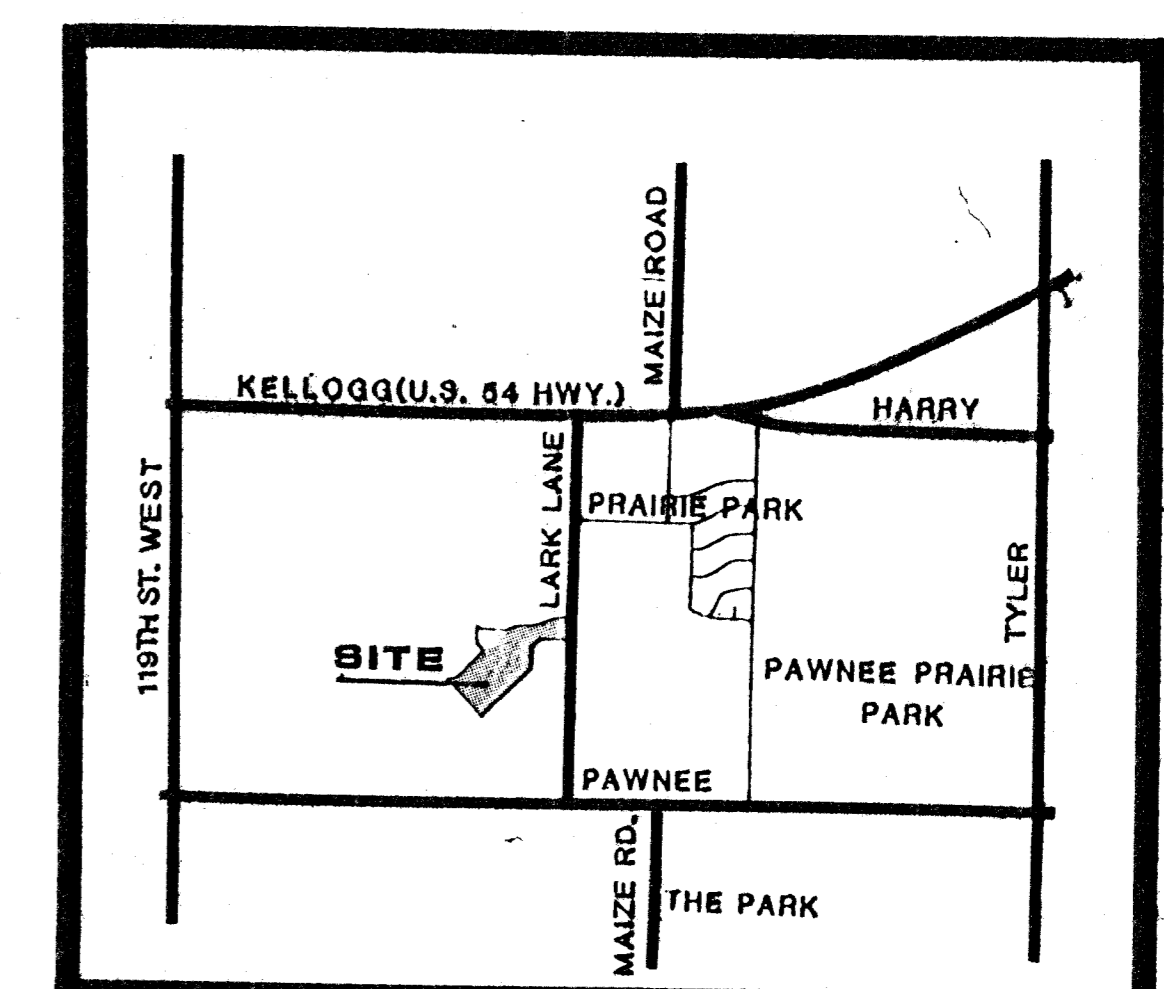 MAIZE ROAD
KELLOGG(U.S. 54 HWY.)
HARRY
119TH ST. WEST
LARK LANE
PRAIRIE PARK
TYLER
SITE
PAWNEE PRAIRIE
PARK
PAWNEE
MAIZE RD.
THE PARK